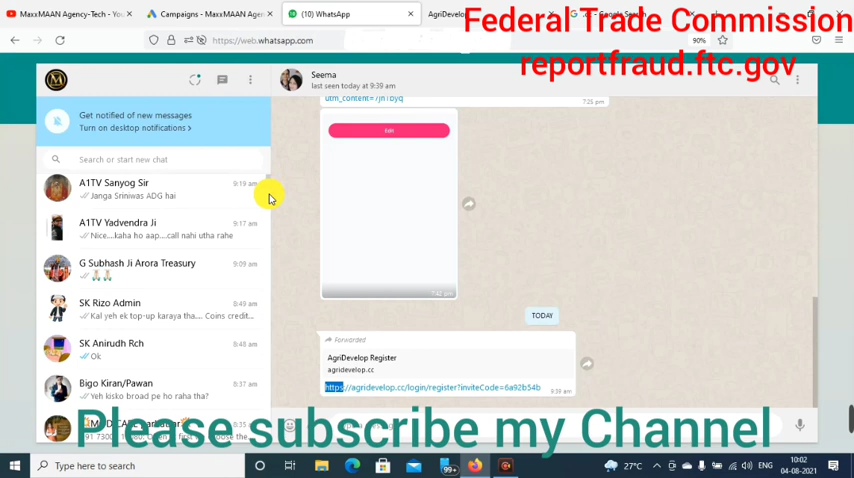 MaxxMAAN Agency-Tech - You
Campaigns - MaxxMAAN Agency
(10) WhatsApp
AgriDevelop
Federal Trade Commission
https://web.whatsapp.com
90%
reportfraud.ftc.gov
Seema
last seen today at 9:39 am
Get notified of new messages
Turn on desktop notifications >
Search or start new chat
A1TV Sanyog Sir 9:19 am
Janga Sriniwas ADG hai
A1TV Yadvendra Ji 9:17 am
Nice....kaha ho aap...call nahi utha rahe
G Subhash Ji Arora Treasury 9:09 am
🙏🏻🙏🏻
SK Rizo Admin 8:49 am
Kal yeh ek top-up karaya tha.... Coins credit...
SK Anirudh Rch 8:48 am
Ok
Bigo Kiran/Pawan 8:37 am
Yeh kisko broad pe ho raha tha?
8:35
utm_content=7jn1byq
7:25 pm
Edit
7:42 pm
TODAY
Forwarded
AgriDevelop Register
agridevelop.cc
https://agridevelop.cc/login/register?inviteCode=6a92b54b
9:39 am
Please subscribe my Channel
Type here to search
99+
27°C
ENG
10:02
04-08-2021